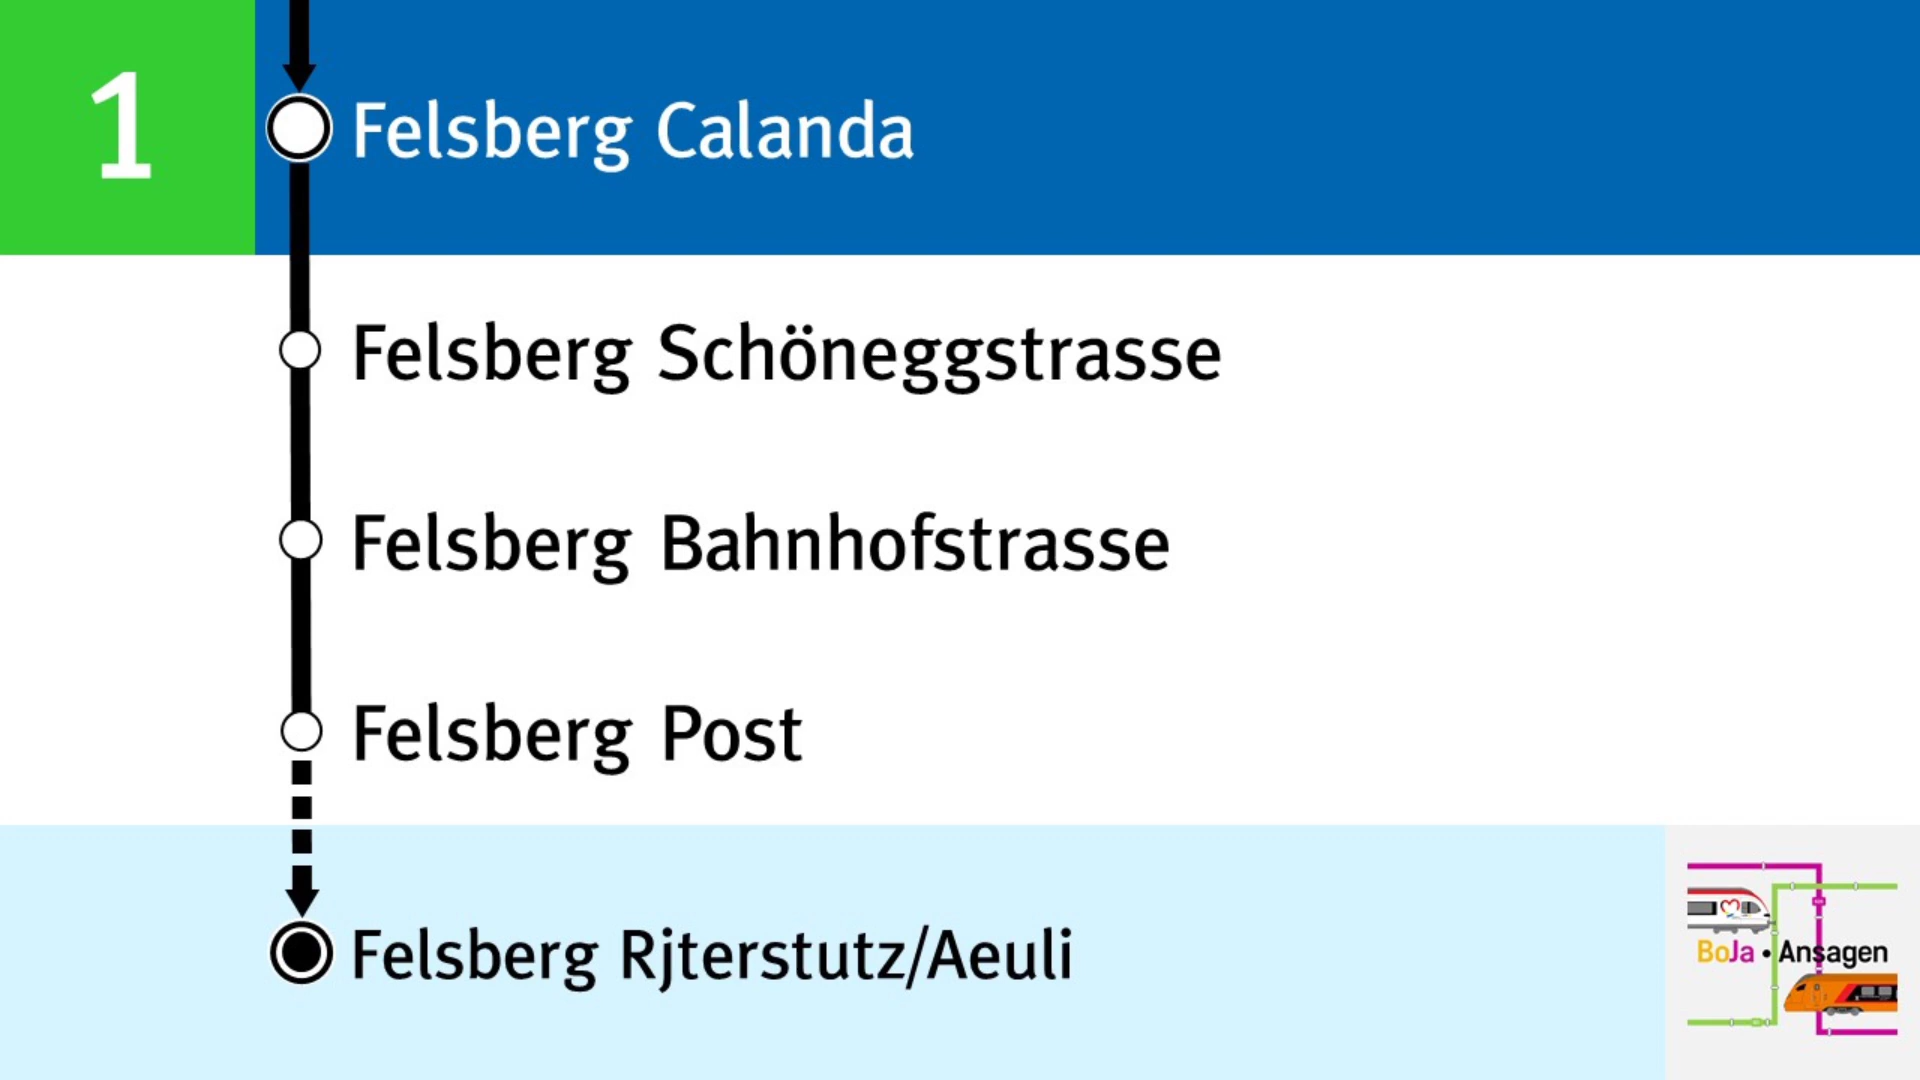 1
Felsberg Calanda
Felsberg Schöneggstrasse
Felsberg Bahnhofstrasse
Felsberg Post
Felsberg Rjterstutz/Aeuli
BoJa • Ansagen